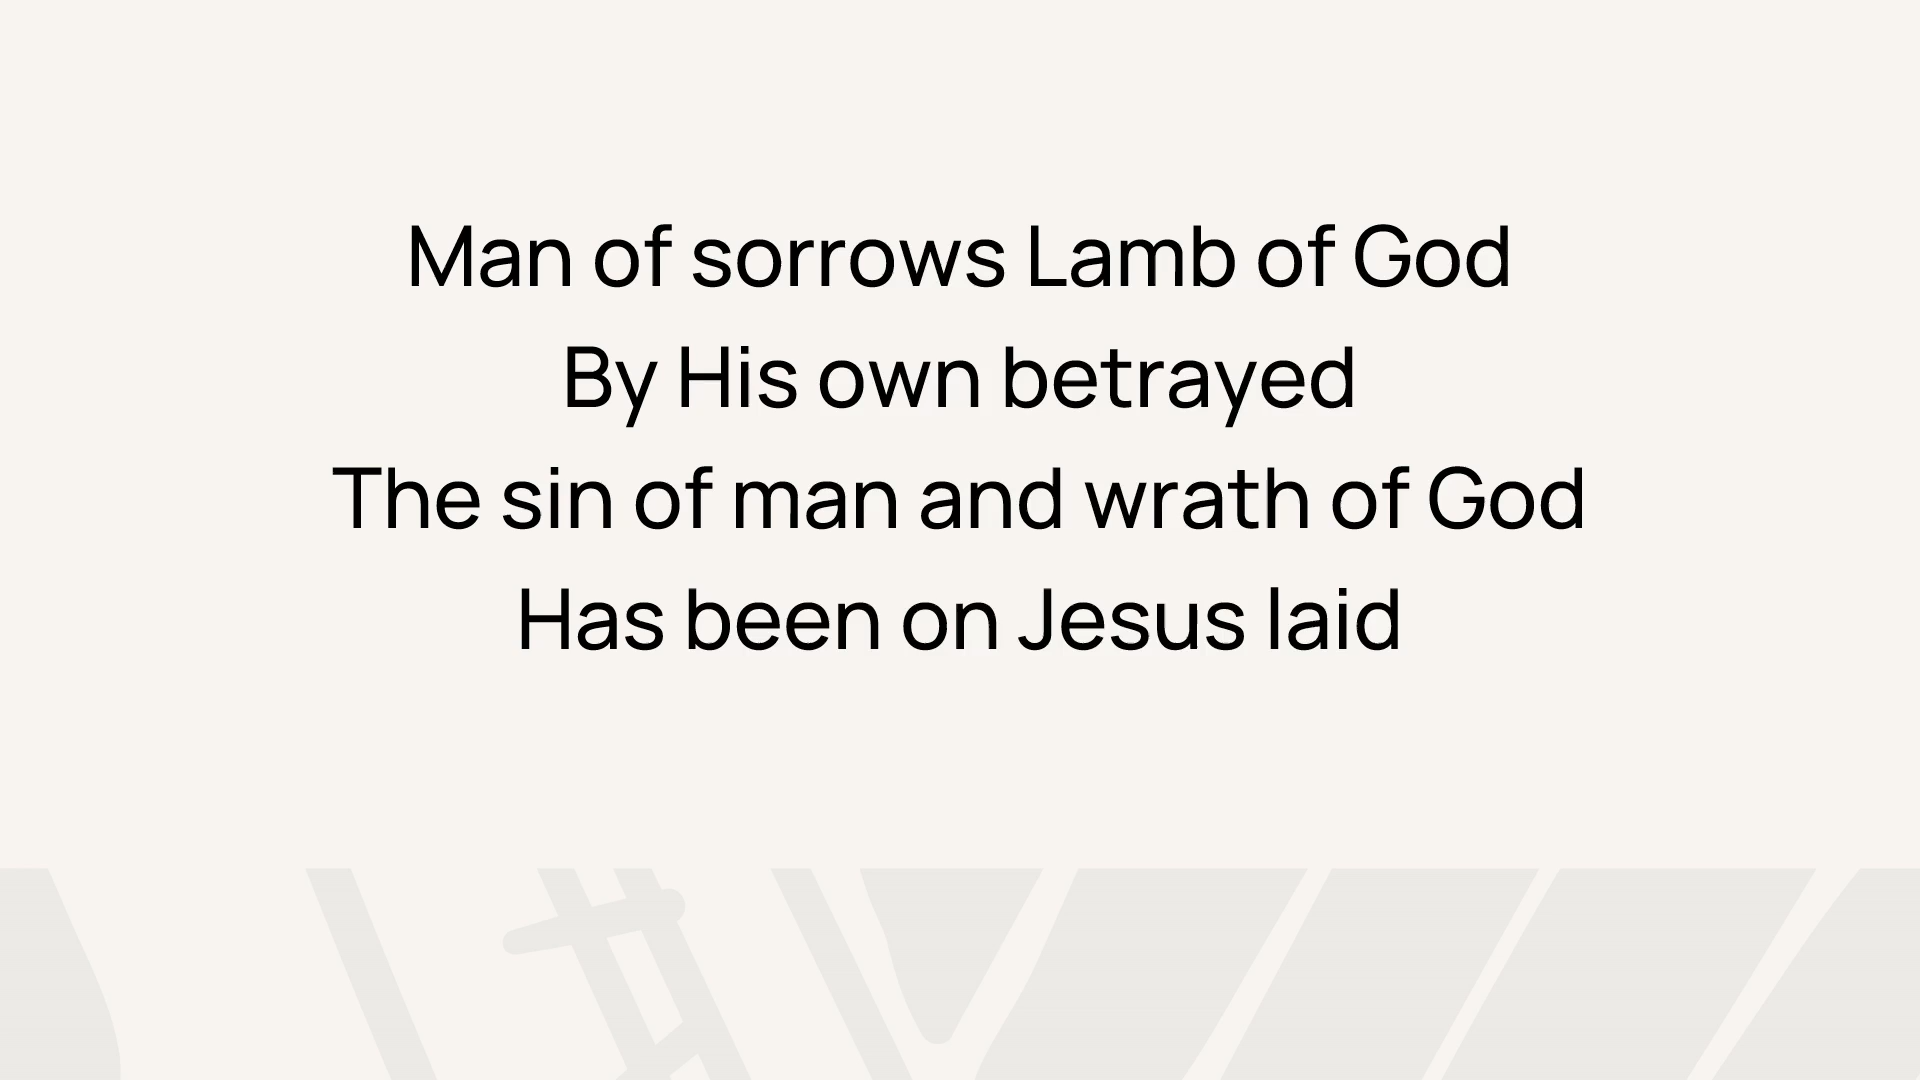 Man of sorrows Lamb of God
By His own betrayed
The sin of man and wrath of God
Has been on Jesus laid